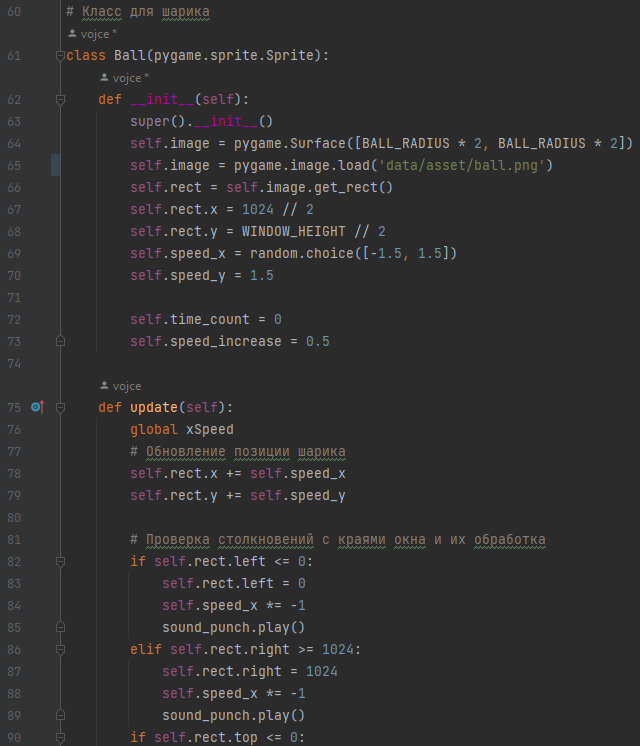 60 # Класс для шарика
vojce *
61 class Ball(pygame.sprite.Sprite):
vojce *
62 def __init__(self):
63 super().__init__()
64 self.image = pygame.Surface([BALL_RADIUS * 2, BALL_RADIUS * 2])
65 self.image = pygame.image.load('data/asset/ball.png')
66 self.rect = self.image.get_rect()
67 self.rect.x = 1024 // 2
68 self.rect.y = WINDOW_HEIGHT // 2
69 self.speed_x = random.choice([-1.5, 1.5])
70 self.speed_y = 1.5
71
72 self.time_count = 0
73 self.speed_increase = 0.5
74
vojce
75 def update(self):
76 global xSpeed
77 # Обновление позиции шарика
78 self.rect.x += self.speed_x
79 self.rect.y += self.speed_y
80
81 # Проверка столкновений с краями окна и их обработка
82 if self.rect.left <= 0:
83 self.rect.left = 0
84 self.speed_x *= -1
85 sound_punch.play()
86 elif self.rect.right >= 1024:
87 self.rect.right = 1024
88 self.speed_x *= -1
89 sound_punch.play()
90 if self.rect.top <= 0: